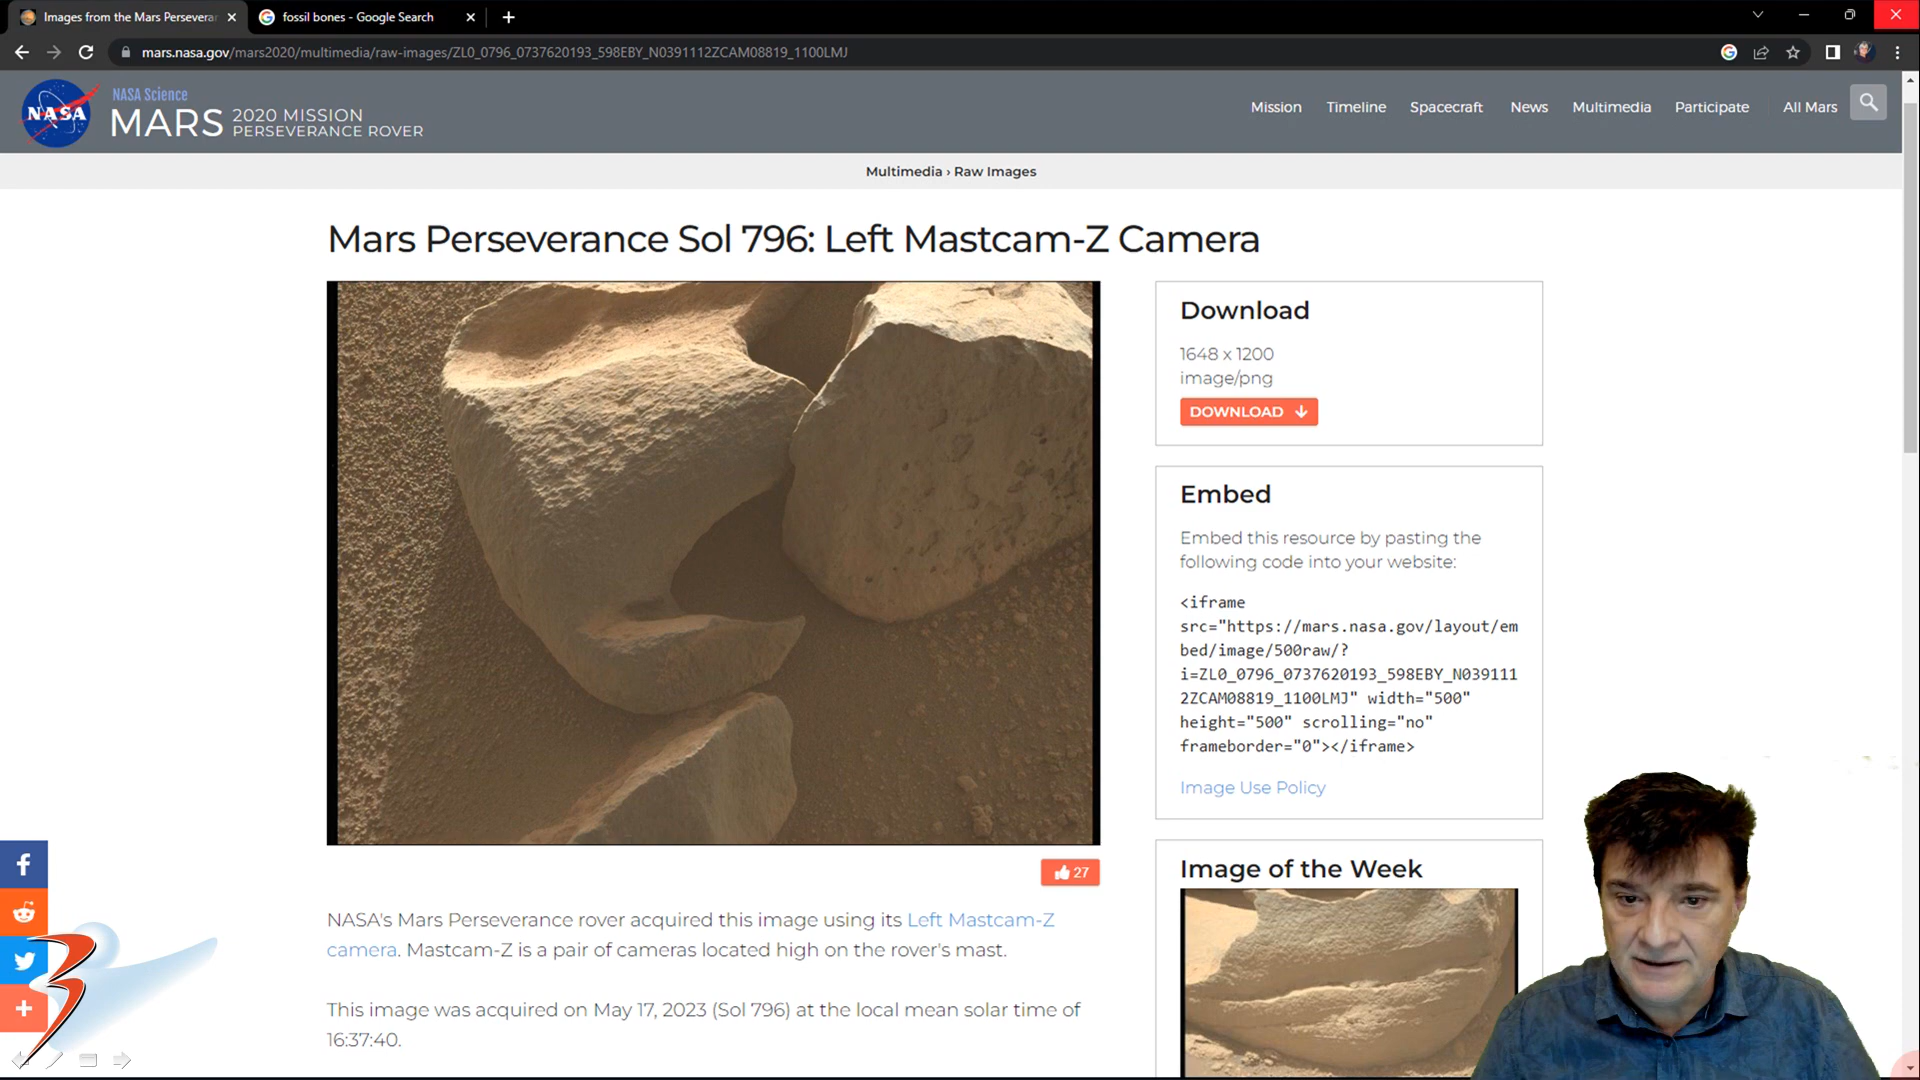 Images from the Mars Persevera
fossil bones - Google Search
mars.nasa.gov/mars2020/multimedia/raw-images/ZL0_0796_0737620193_598EBY_N0391112ZCAM08819_1100LMJ
NASA
NASA Science
MARS
2020 MISSION
PERSEVERANCE ROVER
Mission
Timeline
Spacecraft
News
Multimedia
Participate
All Mars
Multimedia › Raw Images
Mars Perseverance Sol 796: Left Mastcam-Z Camera
Download
1648 x 1200
image/png
DOWNLOAD
Embed
Embed this resource by pasting the
following code into your website:
<iframe
src="https://mars.nasa.gov/layout/em
bed/image/500raw/?
i=ZL0_0796_0737620193_598EBY_N039111
2ZCAM08819_1100LMJ" width="500"
height="500" scrolling="no"
frameborder="0"></iframe>
Image Use Policy
Image of the Week
27
NASA's Mars Perseverance rover acquired this image using its Left Mastcam-Z
camera. Mastcam-Z is a pair of cameras located high on the rover's mast.
This image was acquired on May 17, 2023 (Sol 796) at the local mean solar time of
16:37:40.